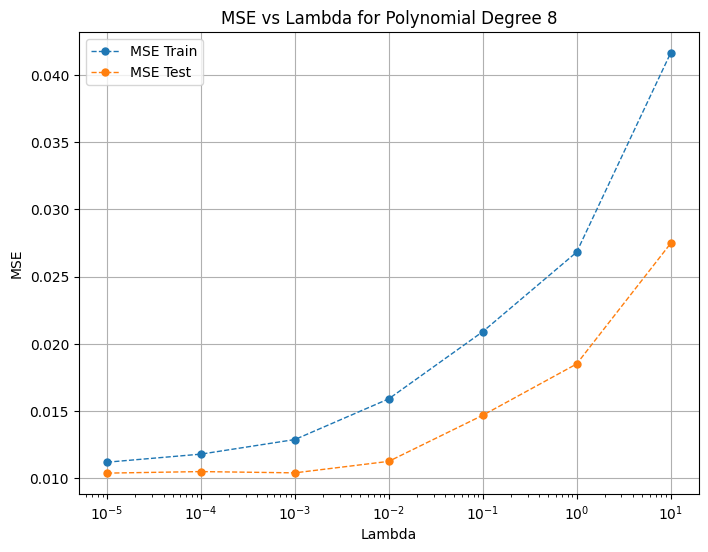 MSE vs Lambda for Polynomial Degree 8
MSE Train
MSE Test
MSE
0.040
0.035
0.030
0.025
0.020
0.015
0.010
10⁻⁵ 10⁻⁴ 10⁻³ 10⁻² 10⁻¹ 10⁰ 10¹
Lambda